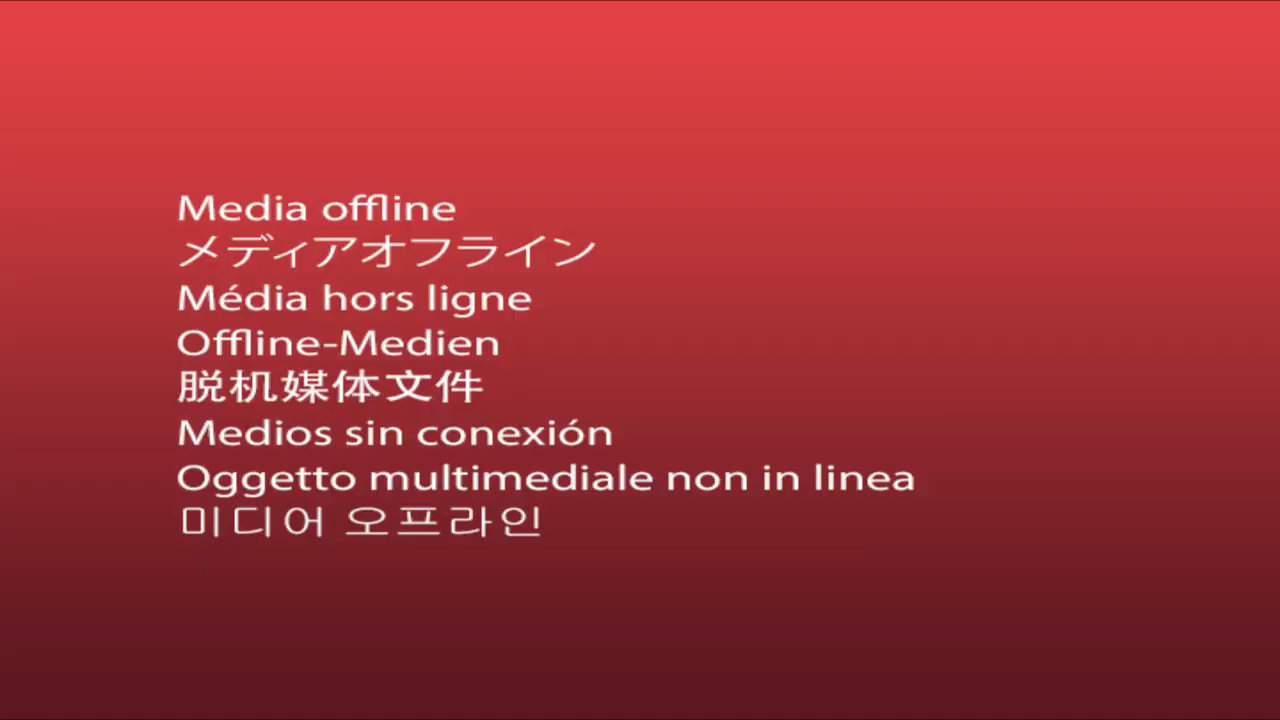 Media offline
メディアオフライン
Média hors ligne
Offline-Medien
脱机媒体文件
Medios sin conexión
Oggetto multimediale non in linea
미디어 오프라인